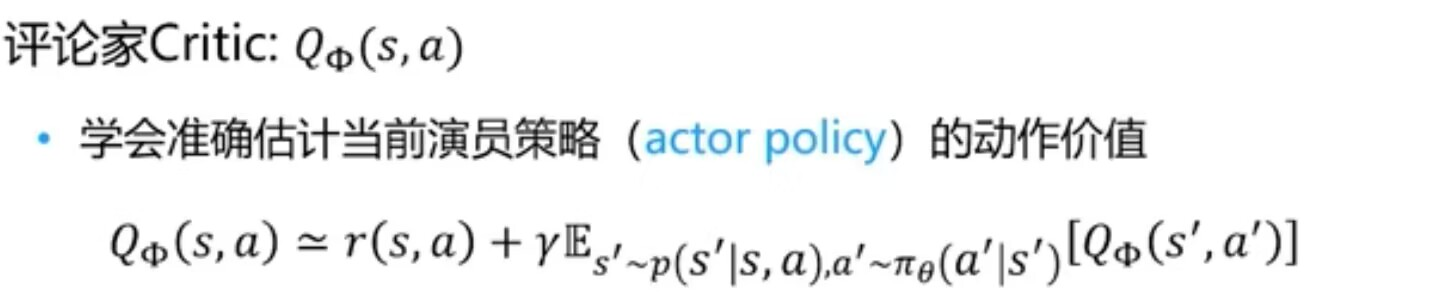 评论家Critic: Q_Φ(s, a)
• 学会准确估计当前演员策略（actor policy）的动作价值
Q_Φ(s, a) ≃ r(s, a) + γ𝔼_{s′~p(s′|s,a),a′~π_θ(a′|s′)}[Q_Φ(s′, a′)]